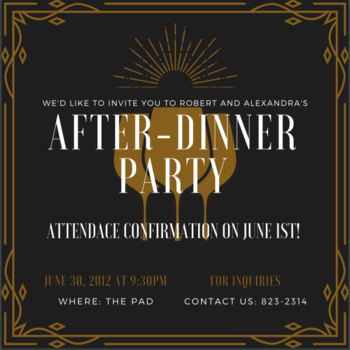 WE'D LIKE TO INVITE YOU TO ROBERT AND ALEXANDRA'S
AFTER-DINNER
PARTY
ATTENDACE CONFIRMATION ON JUNE 1ST!
JUNE 30, 2012 AT 9:30PM
WHERE: THE PAD
FOR INQUIRIES
CONTACT US: 823-2314